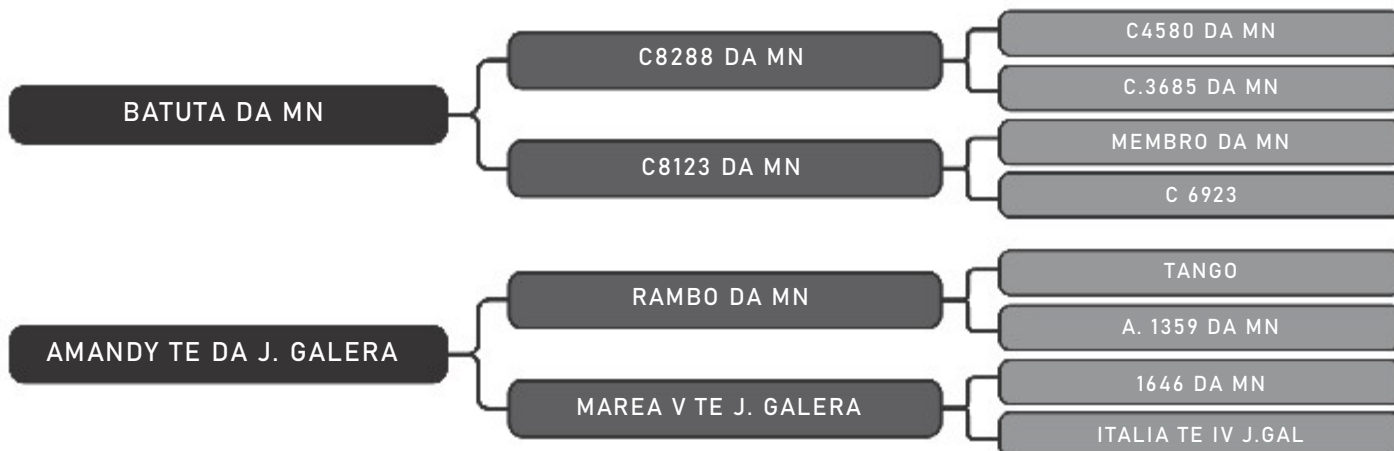 BATUTA DA MN
C8288 DA MN
C4580 DA MN
C.3685 DA MN
C8123 DA MN
MEMBRO DA MN
C 6923
AMANDY TE DA J. GALERA
RAMBO DA MN
TANGO
A. 1359 DA MN
MAREA V TE J. GALERA
1646 DA MN
ITALIA TE IV J.GAL